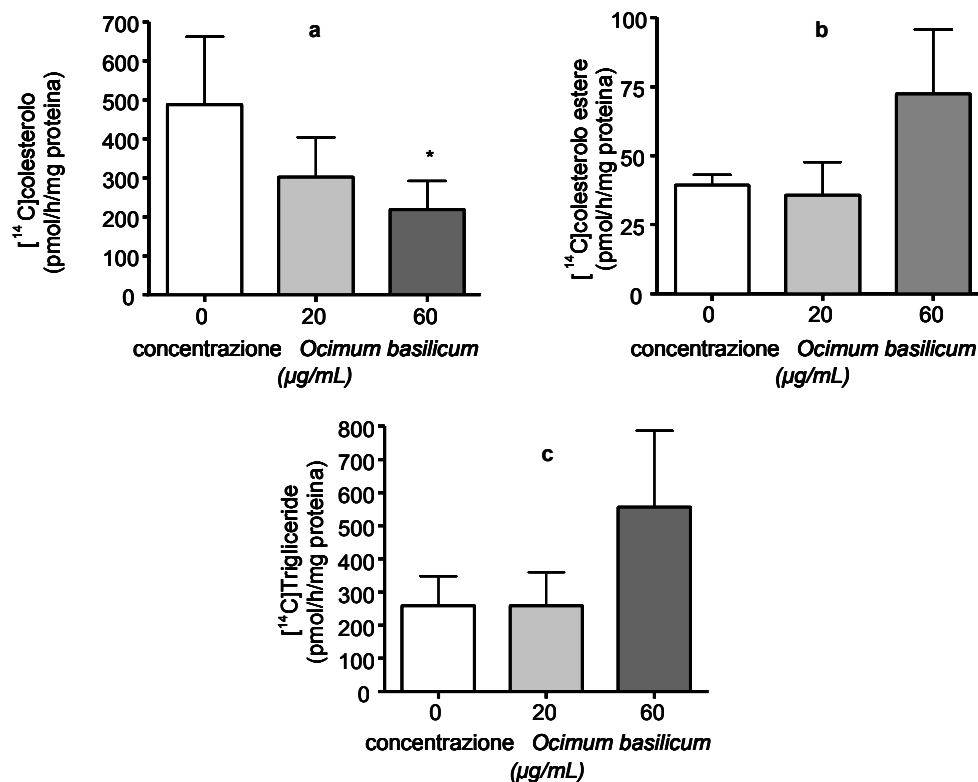 a
[14C]colesterolo
(pmol/h/mg proteina)
700
600
500
400
300
200
100
0
*
0 20 60
concentrazione Ocimum basilicum
(µg/mL)
b
[14C]colesterolo estere
(pmol/h/mg proteina)
100
75
50
25
0
0 20 60
concentrazione Ocimum basilicum
(µg/mL)
c
[14C]Trigliceride
(pmol/h/mg proteina)
800
700
600
500
400
300
200
100
0
0 20 60
concentrazione Ocimum basilicum
(µg/mL)